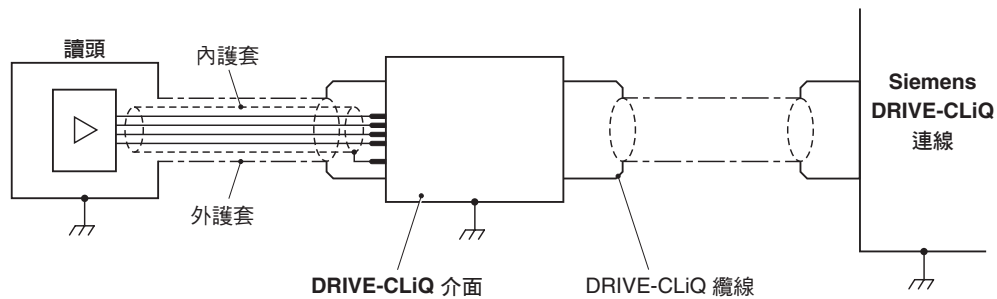 讀頭
內護套
外護套
DRIVE-CLiQ 介面
DRIVE-CLiQ 纜線
Siemens
DRIVE-CLiQ
連線